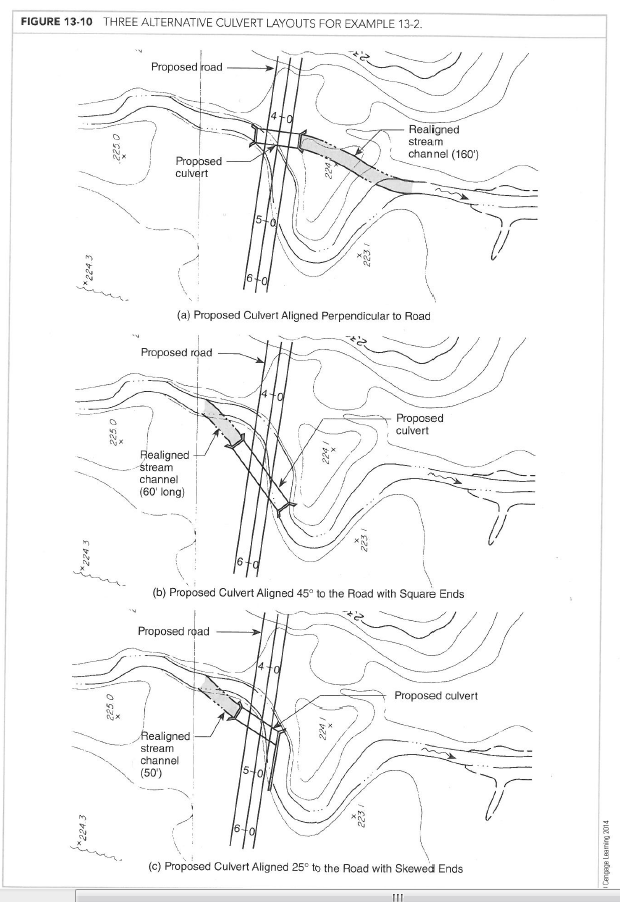 FIGURE 13-10 THREE ALTERNATIVE CULVERT LAYOUTS FOR EXAMPLE 13-2.
Proposed road
4+0
Realigned
stream
channel (160')
225.0
Proposed
culvert
5+0
223.1
224.3
6+0
(a) Proposed Culvert Aligned Perpendicular to Road
Proposed road
4+0
Proposed
culvert
225.0
224.1
Realigned
stream
channel
(60' long)
223.1
224.3
6+0
(b) Proposed Culvert Aligned 45° to the Road with Square Ends
Proposed road
4+0
Proposed culvert
225.0
224.1
Realigned
stream
channel
(50')
5+0
223.1
224.3
6+0
(c) Proposed Culvert Aligned 25° to the Road with Skewed Ends
Cengage Learning 2014